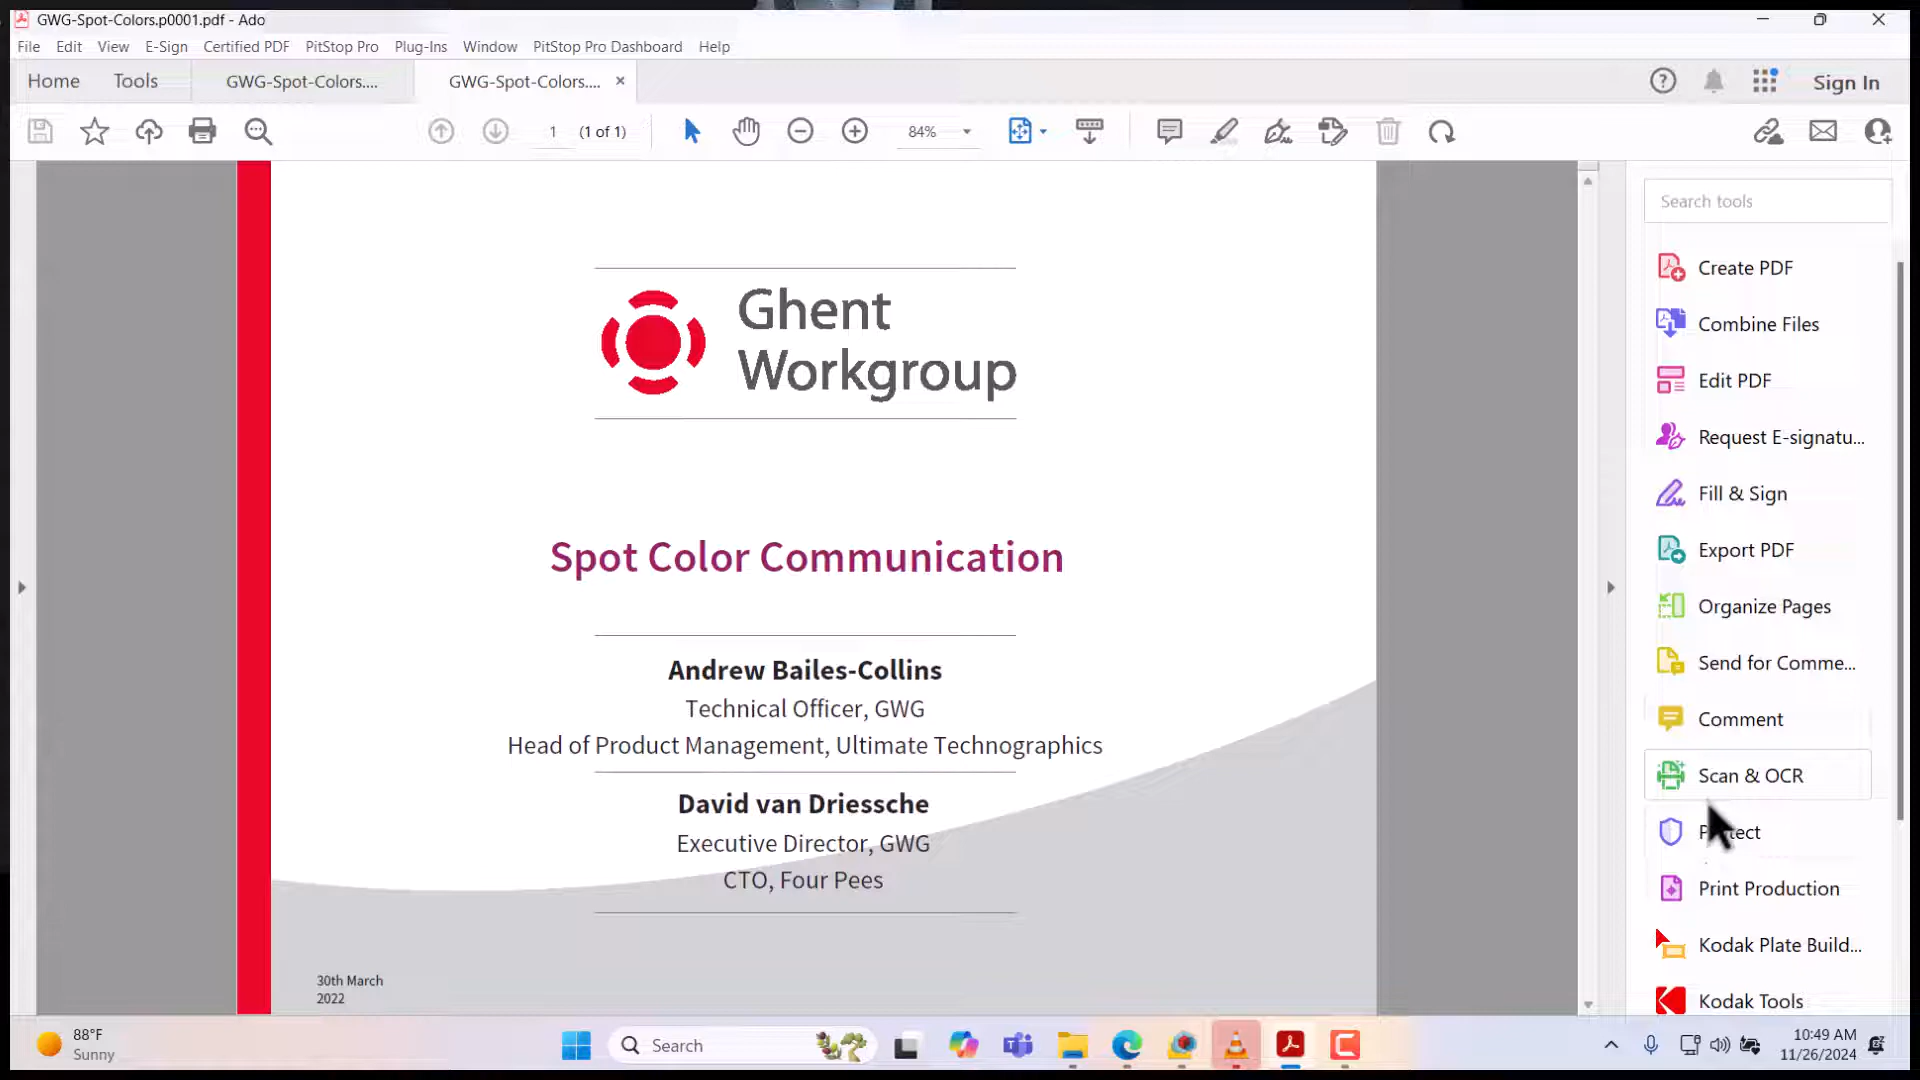 GWG-Spot-Colors.p0001.pdf - Ado
File Edit View E-Sign Certified PDF PitStop Pro Plug-Ins Window PitStop Pro Dashboard Help
Home Tools GWG-Spot-Colors.... GWG-Spot-Colors.... × Sign In
1 (1 of 1) 84%
Ghent
Workgroup
Spot Color Communication
Andrew Bailes-Collins
Technical Officer, GWG
Head of Product Management, Ultimate Technographics
David van Driessche
Executive Director, GWG
CTO, Four Pees
30th March
2022
Search tools
Create PDF
Combine Files
Edit PDF
Request E-signatu...
Fill & Sign
Export PDF
Organize Pages
Send for Comme...
Comment
Scan & OCR
Protect
Print Production
Kodak Plate Build...
Kodak Tools
88°F
Sunny
Search
10:49 AM
11/26/2024